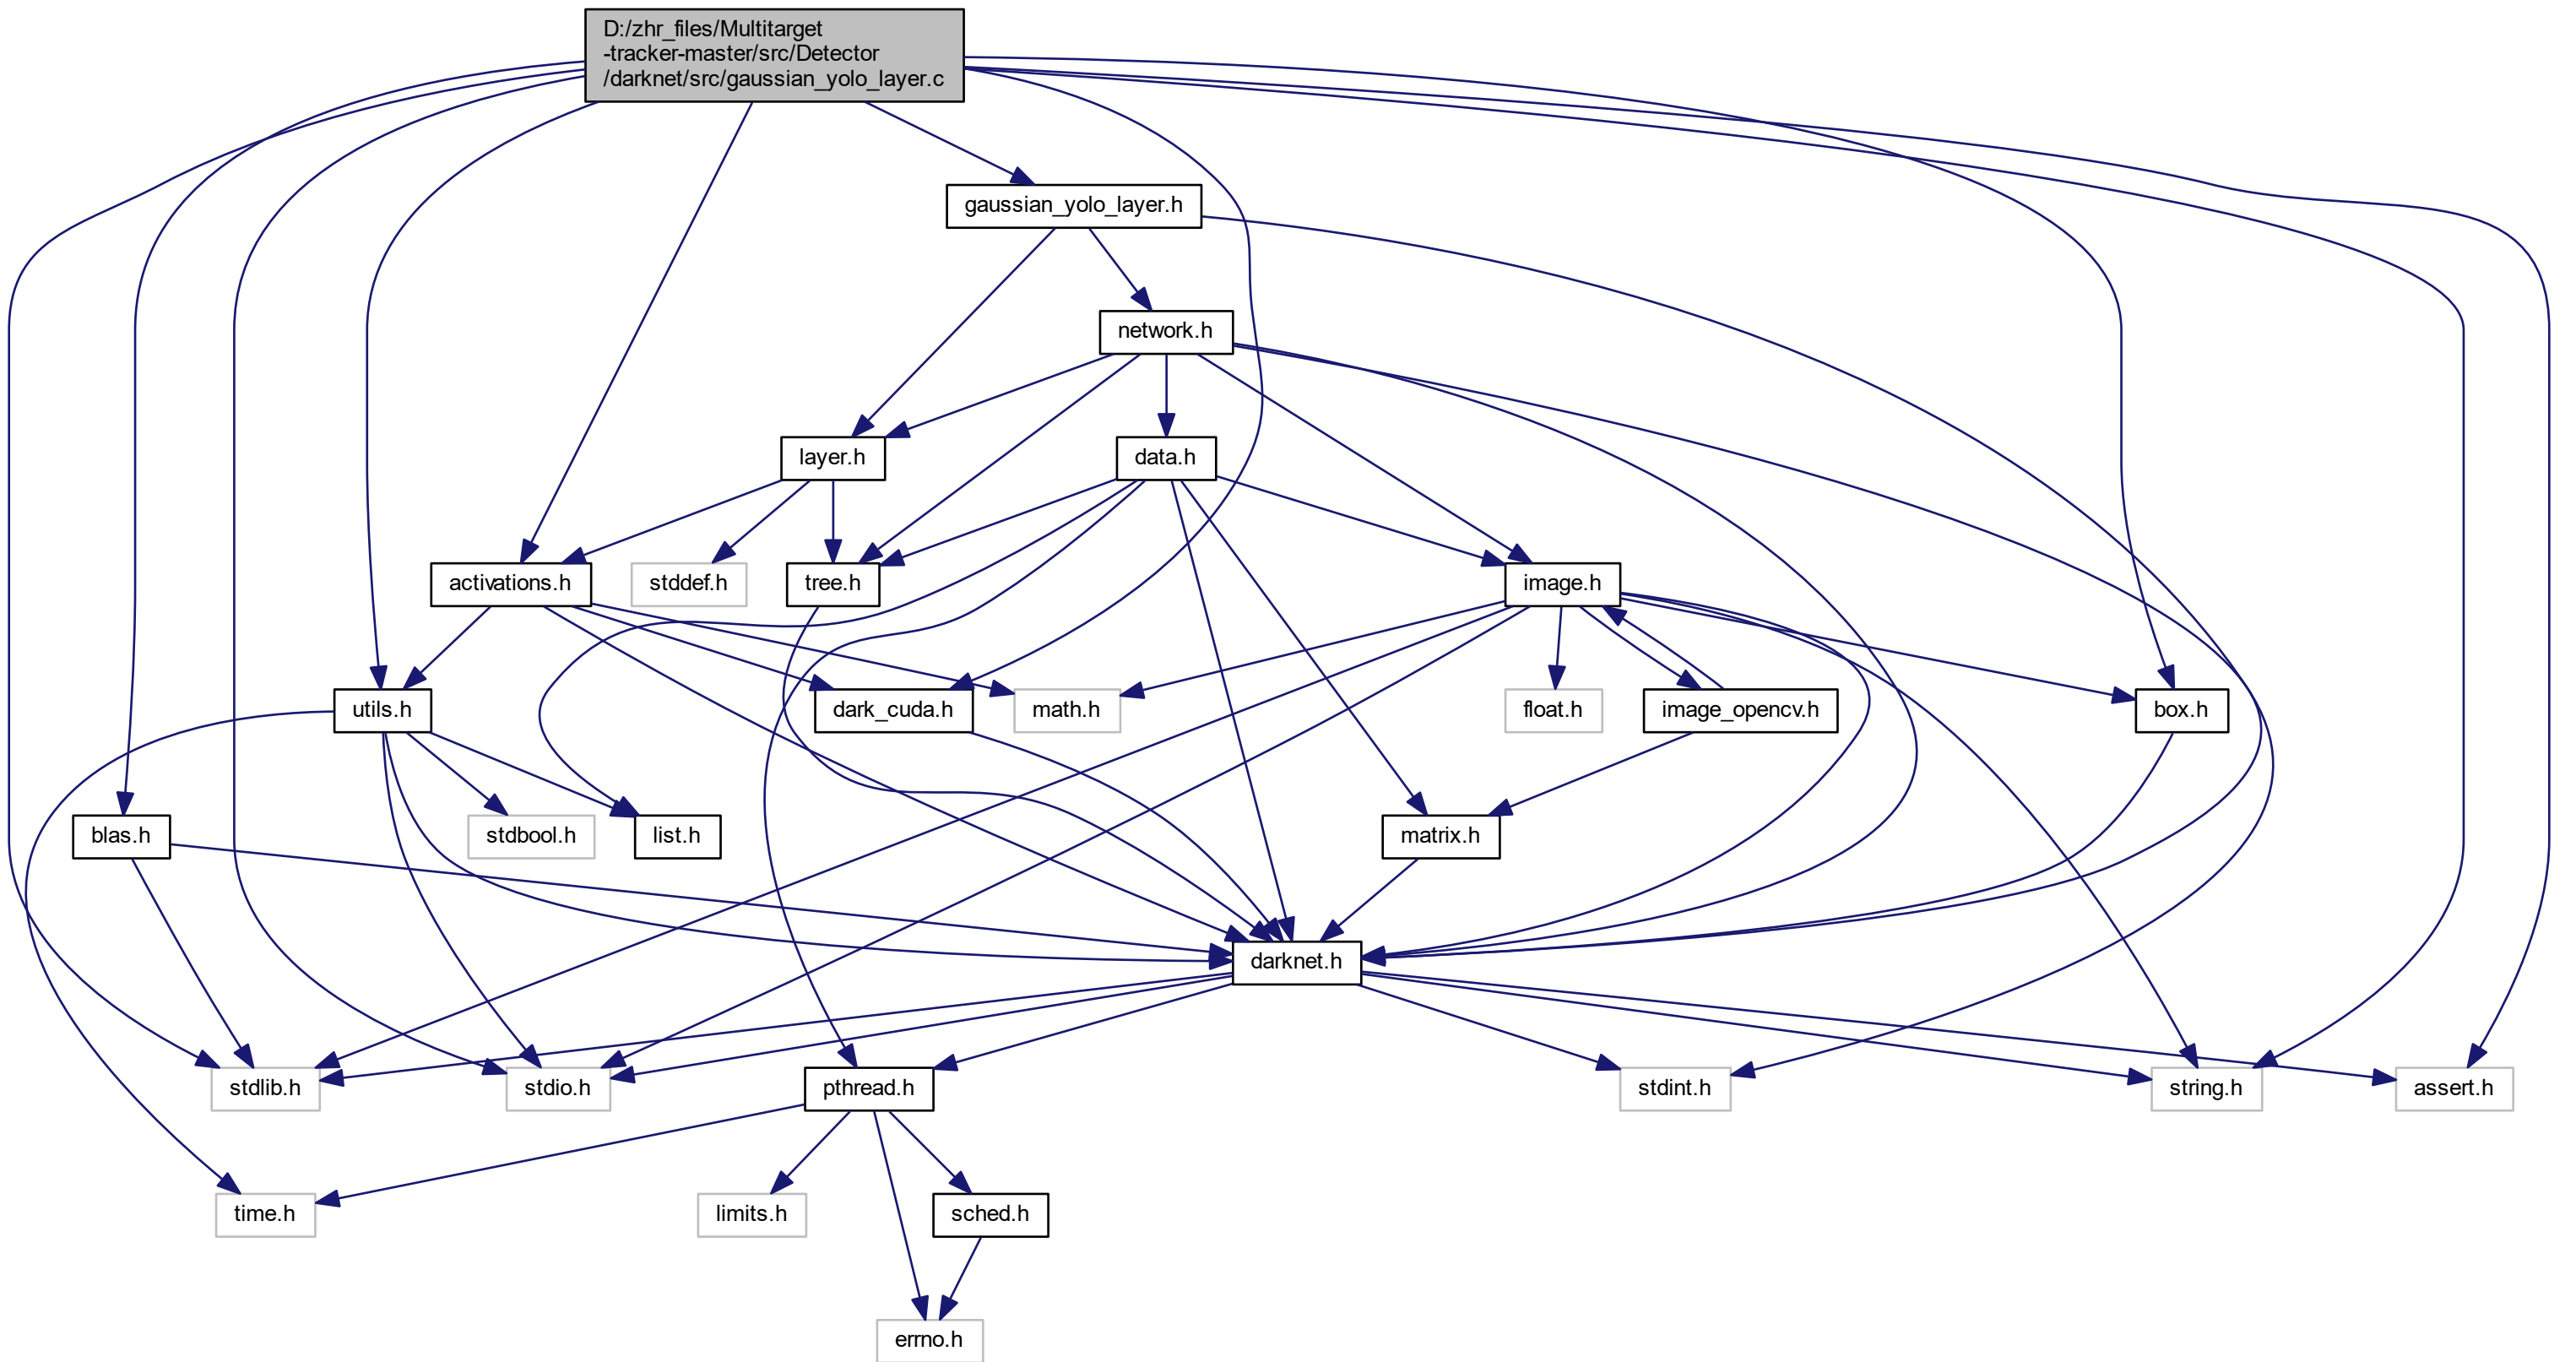 D:/zhr_files/Multitarget
-tracker-master/src/Detector
/darknet/src/gaussian_yolo_layer.c
gaussian_yolo_layer.h
network.h
layer.h
data.h
activations.h
stddef.h
tree.h
image.h
utils.h
dark_cuda.h
math.h
float.h
image_opencv.h
box.h
blas.h
stdbool.h
list.h
matrix.h
darknet.h
stdlib.h
stdio.h
pthread.h
stdint.h
string.h
assert.h
time.h
limits.h
sched.h
errno.h